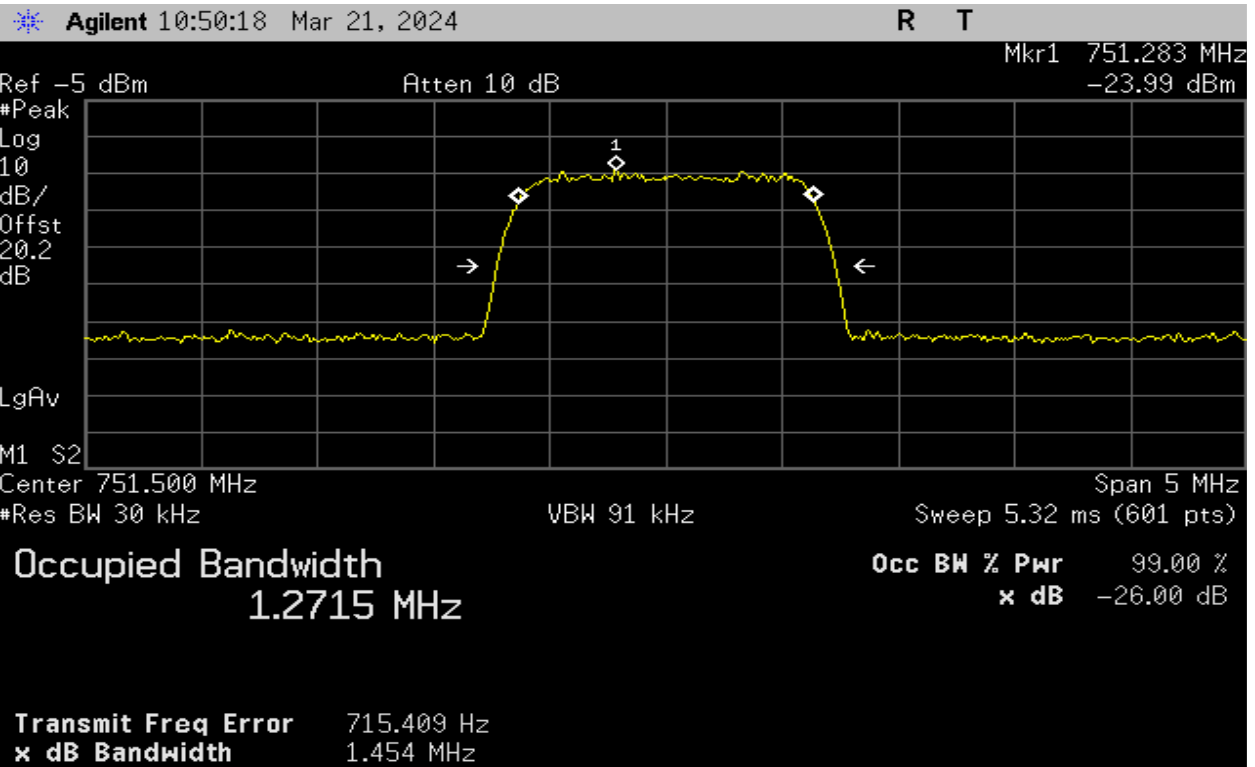 Agilent 10:50:18 Mar 21, 2024 R T
Mkr1 751.283 MHz
Ref −5 dBm Atten 10 dB −23.99 dBm
#Peak
Log
10
dB/
Offst
20.2
dB
1
LgAv
M1 S2
Center 751.500 MHz Span 5 MHz
#Res BW 30 kHz VBW 91 kHz Sweep 5.32 ms (601 pts)
Occupied Bandwidth Occ BW % Pwr 99.00 %
1.2715 MHz x dB −26.00 dB
Transmit Freq Error 715.409 Hz
x dB Bandwidth 1.454 MHz